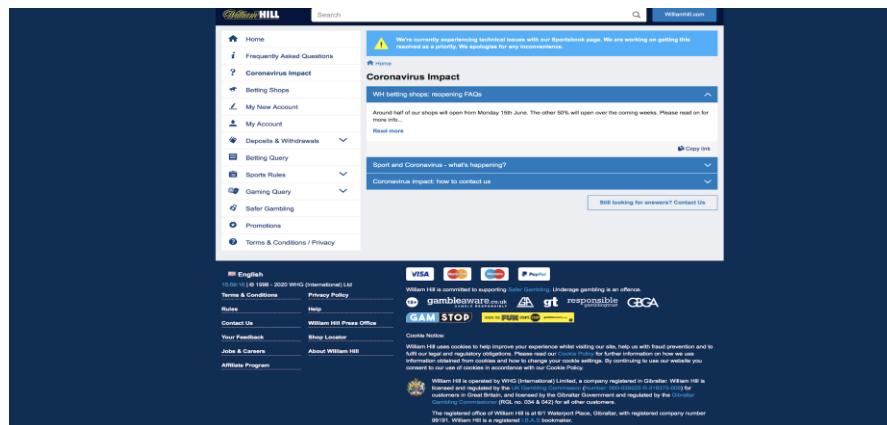 William HILL
Search
WilliamHill.com
Home
Frequently Asked Questions
Coronavirus Impact
Betting Shops
My New Account
My Account
Deposits & Withdrawals
Betting Query
Sports Rules
Gaming Query
Safer Gambling
Promotions
Terms & Conditions / Privacy
We're currently experiencing technical issues with our Sportsbook page. We are working on getting this
resolved as a priority. We apologise for any inconvenience.
Home
Coronavirus Impact
WH betting shops: reopening FAQs
Around half of our shops will open from Monday 15th June. The other 50% will open over the coming weeks. Please read on for
more info...
Read more
Copy link
Sport and Coronavirus - what's happening?
Coronavirus impact: how to contact us
Still looking for answers? Contact Us
English
| © 1998 - 2020 WHG (International) Ltd
Terms & Conditions
Privacy Policy
Rules
Help
Contact Us
William Hill Press Office
Your Feedback
Shop Locator
Jobs & Careers
About William Hill
Affiliate Program
VISA
PayPal
William Hill is committed to supporting Safer Gambling. Underage gambling is an offence.
18+
gambleaware.co.uk
GAMBLE RESPONSIBLY
gt
responsible
gambling trust
GBGA
GAMSTOP
WHEN THE FUN STOPS STOP
Cookie Notice:
William Hill uses cookies to help improve your experience whilst visiting our site, help us with fraud prevention and to
fulfil our legal and regulatory obligations. Please read our Cookie Policy for further information on how we use
information obtained from cookies and how to change your cookie settings. By continuing to use our website you
consent to our use of cookies in accordance with our Cookie Policy.
William Hill is operated by WHG (International) Limited, a company registered in Gibraltar. William Hill is
licensed and regulated by the UK Gambling Commission (Number: for
customers in Great Britain, and licensed by the Gibraltar Government and regulated by the Gibraltar
Gambling Commissioner (RGL no. 034 & 042) for all other customers.
The registered office of William Hill is at 6/1 Waterport Place, Gibraltar, with registered company number
99191. William Hill is a registered I.B.A.S bookmaker.